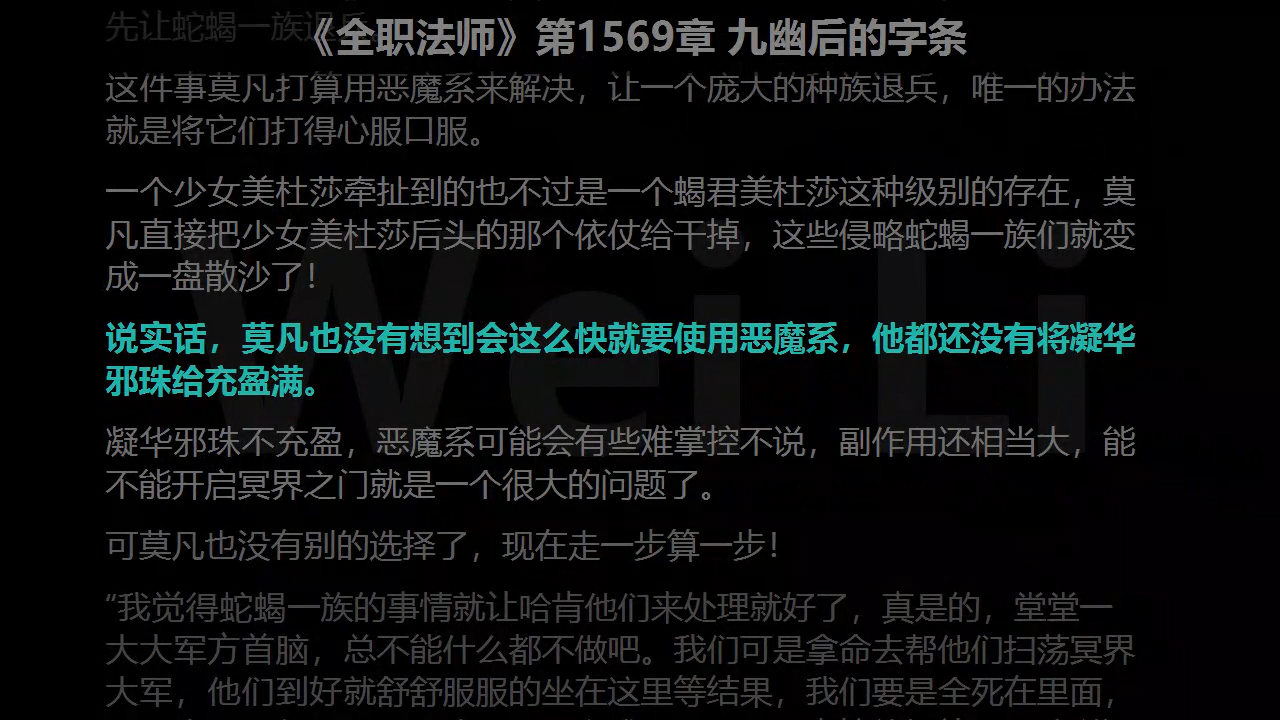 先让蛇蝎一族退兵。
《全职法师》第1569章 九幽后的字条
这件事莫凡打算用恶魔系来解决，让一个庞大的种族退兵，唯一的办法
就是将它们打得心服口服。
一个少女美杜莎牵扯到的也不过是一个蝎君美杜莎这种级别的存在，莫
凡直接把少女美杜莎后头的那个依仗给干掉，这些侵略蛇蝎一族们就变
成一盘散沙了！
说实话，莫凡也没有想到会这么快就要使用恶魔系，他都还没有将凝华
邪珠给充盈满。
凝华邪珠不充盈，恶魔系可能会有些难掌控不说，副作用还相当大，能
不能开启冥界之门就是一个很大的问题了。
可莫凡也没有别的选择了，现在走一步算一步！
“我觉得蛇蝎一族的事情就让哈肯他们来处理就好了，真是的，堂堂一
大大军方首脑，总不能什么都不做吧。我们可是拿命去帮他们扫荡冥界
大军，他们到好就舒舒服服的坐在这里等结果，我们要是全死在里面，
Wei Li